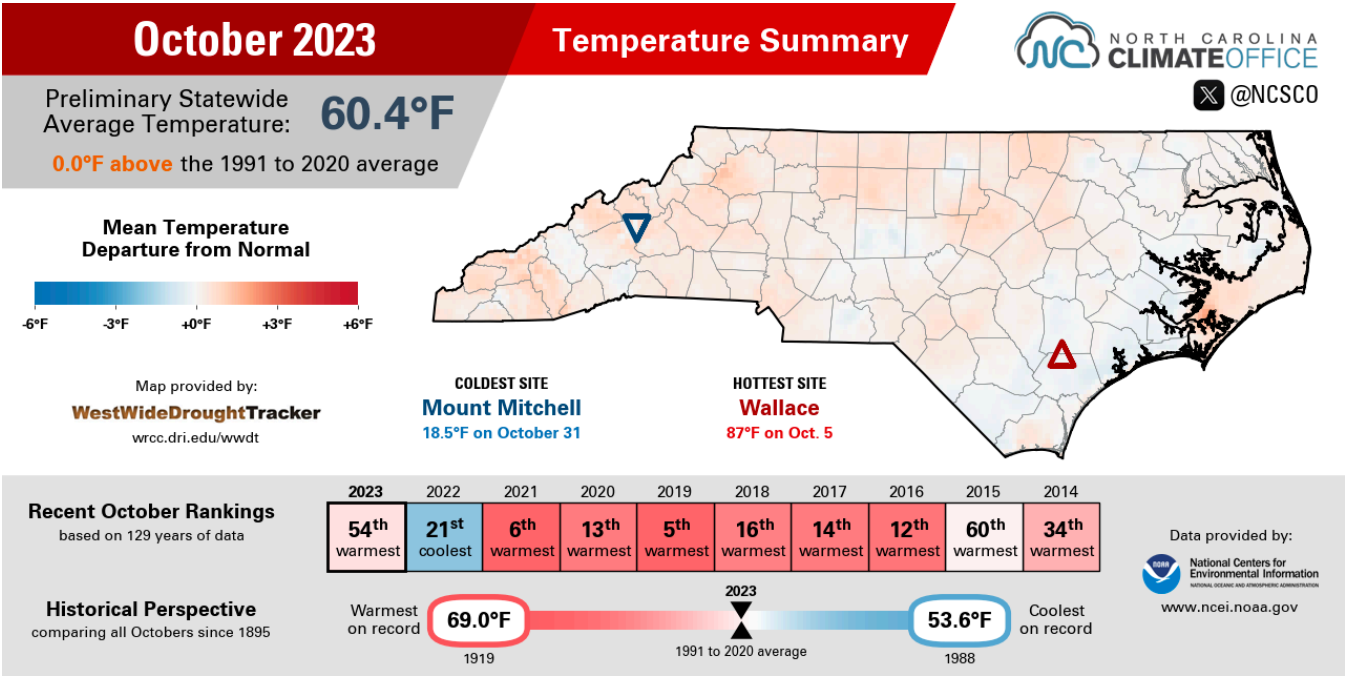 October 2023
Temperature Summary
NORTH CAROLINA
CLIMATEOFFICE
@NCSCO
Preliminary Statewide
Average Temperature:
60.4°F
0.0°F above the 1991 to 2020 average
Mean Temperature
Departure from Normal
-6°F -3°F +0°F +3°F +6°F
Map provided by:
WestWideDroughtTracker
wrcc.dri.edu/wwdt
COLDEST SITE
Mount Mitchell
18.5°F on October 31
HOTTEST SITE
Wallace
87°F on Oct. 5
Recent October Rankings
based on 129 years of data
2023 2022 2021 2020 2019 2018 2017 2016 2015 2014
54th 21st 6th 13th 5th 16th 14th 12th 60th 34th
warmest coolest warmest warmest warmest warmest warmest warmest warmest warmest
Historical Perspective
comparing all Octobers since 1895
Warmest
on record
69.0°F
1919
2023
1991 to 2020 average
53.6°F
1988
Coolest
on record
Data provided by:
NOAA
National Centers for
Environmental Information
NATIONAL OCEANIC AND ATMOSPHERIC ADMINISTRATION
www.ncei.noaa.gov